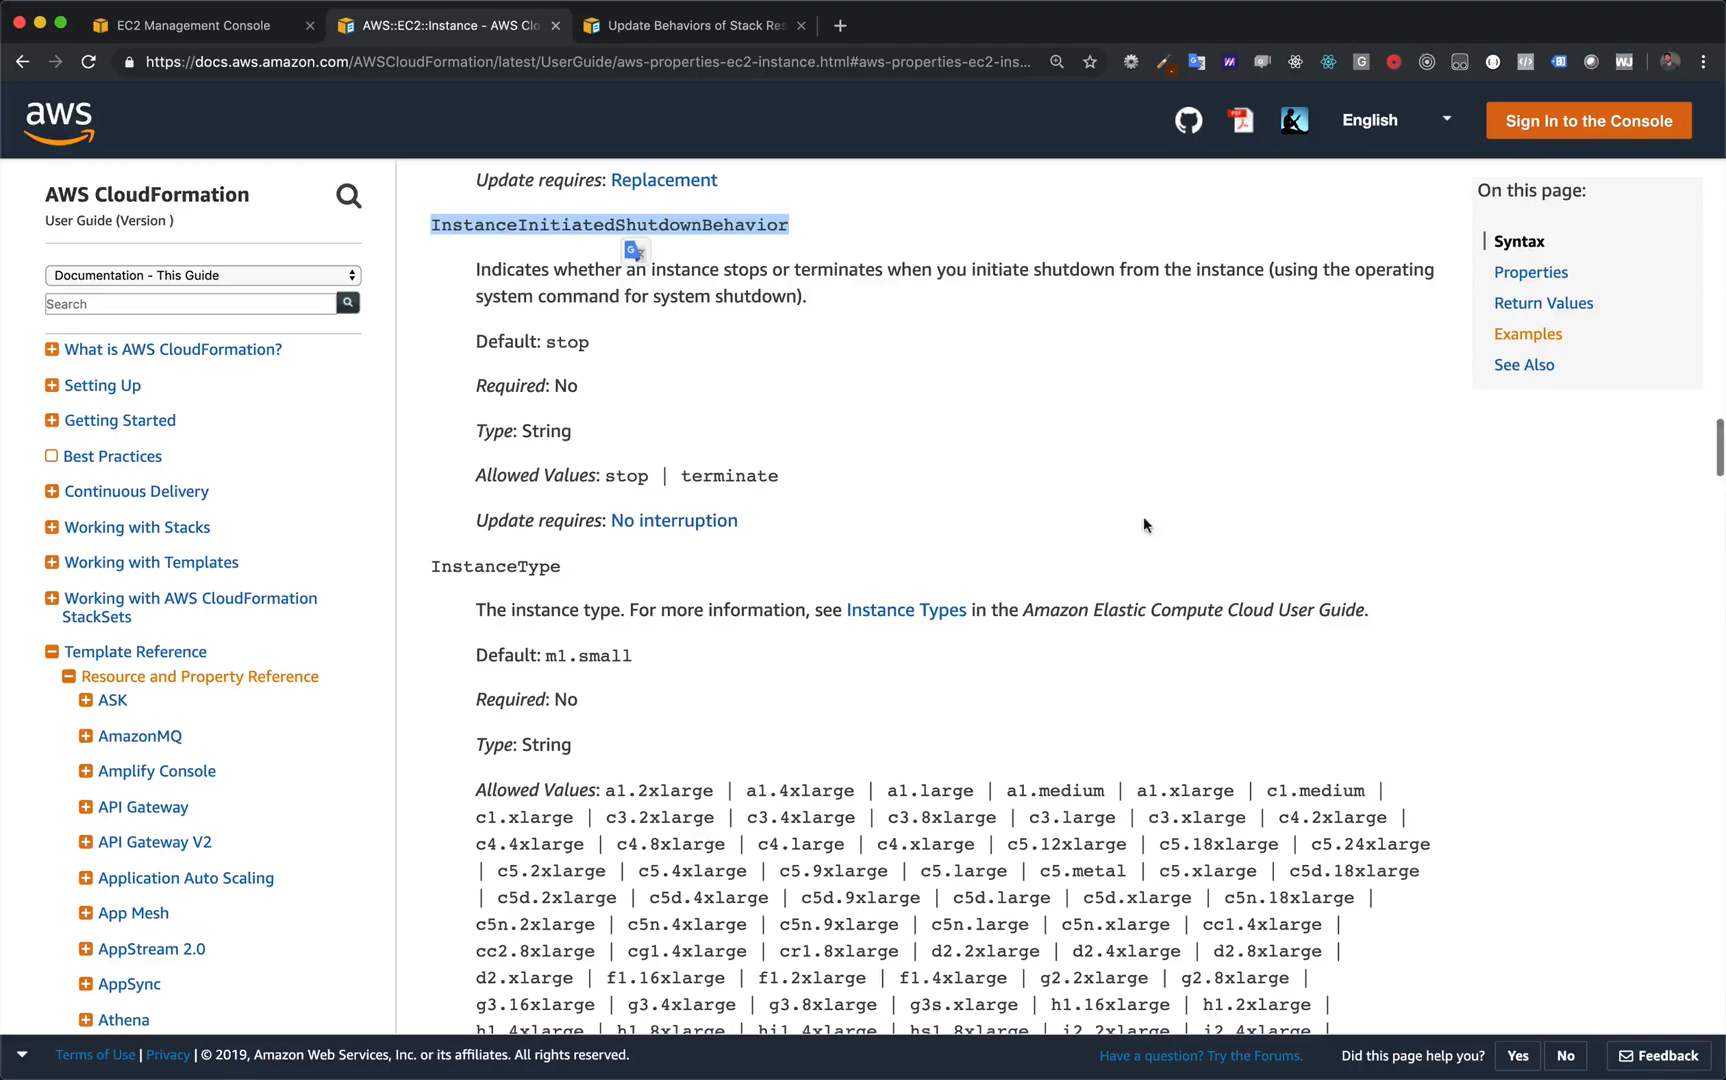 EC2 Management Console
AWS::EC2::Instance - AWS Clo
Update Behaviors of Stack Res
https://docs.aws.amazon.com/AWSCloudFormation/latest/UserGuide/aws-properties-ec2-instance.html#aws-properties-ec2-ins...
aws
English
Sign In to the Console
AWS CloudFormation
User Guide (Version )
Documentation - This Guide
Search
What is AWS CloudFormation?
Setting Up
Getting Started
Best Practices
Continuous Delivery
Working with Stacks
Working with Templates
Working with AWS CloudFormation
StackSets
Template Reference
Resource and Property Reference
ASK
AmazonMQ
Amplify Console
API Gateway
API Gateway V2
Application Auto Scaling
App Mesh
AppStream 2.0
AppSync
Athena
Update requires: Replacement
InstanceInitiatedShutdownBehavior
Indicates whether an instance stops or terminates when you initiate shutdown from the instance (using the operating
system command for system shutdown).
Default: stop
Required: No
Type: String
Allowed Values: stop | terminate
Update requires: No interruption
InstanceType
The instance type. For more information, see Instance Types in the Amazon Elastic Compute Cloud User Guide.
Default: m1.small
Required: No
Type: String
Allowed Values: a1.2xlarge | a1.4xlarge | a1.large | a1.medium | a1.xlarge | c1.medium |
c1.xlarge | c3.2xlarge | c3.4xlarge | c3.8xlarge | c3.large | c3.xlarge | c4.2xlarge |
c4.4xlarge | c4.8xlarge | c4.large | c4.xlarge | c5.12xlarge | c5.18xlarge | c5.24xlarge
| c5.2xlarge | c5.4xlarge | c5.9xlarge | c5.large | c5.metal | c5.xlarge | c5d.18xlarge
| c5d.2xlarge | c5d.4xlarge | c5d.9xlarge | c5d.large | c5d.xlarge | c5n.18xlarge |
c5n.2xlarge | c5n.4xlarge | c5n.9xlarge | c5n.large | c5n.xlarge | cc1.4xlarge |
cc2.8xlarge | cg1.4xlarge | cr1.8xlarge | d2.2xlarge | d2.4xlarge | d2.8xlarge |
d2.xlarge | f1.16xlarge | f1.2xlarge | f1.4xlarge | g2.2xlarge | g2.8xlarge |
g3.16xlarge | g3.4xlarge | g3.8xlarge | g3s.xlarge | h1.16xlarge | h1.2xlarge |
h1.4xlarge | h1.8xlarge | hi1.4xlarge | hs1.8xlarge | i2.2xlarge | i2.4xlarge |
On this page:
Syntax
Properties
Return Values
Examples
See Also
Terms of Use | Privacy | © 2019, Amazon Web Services, Inc. or its affiliates. All rights reserved.
Have a question? Try the Forums.
Did this page help you?
Yes
No
Feedback